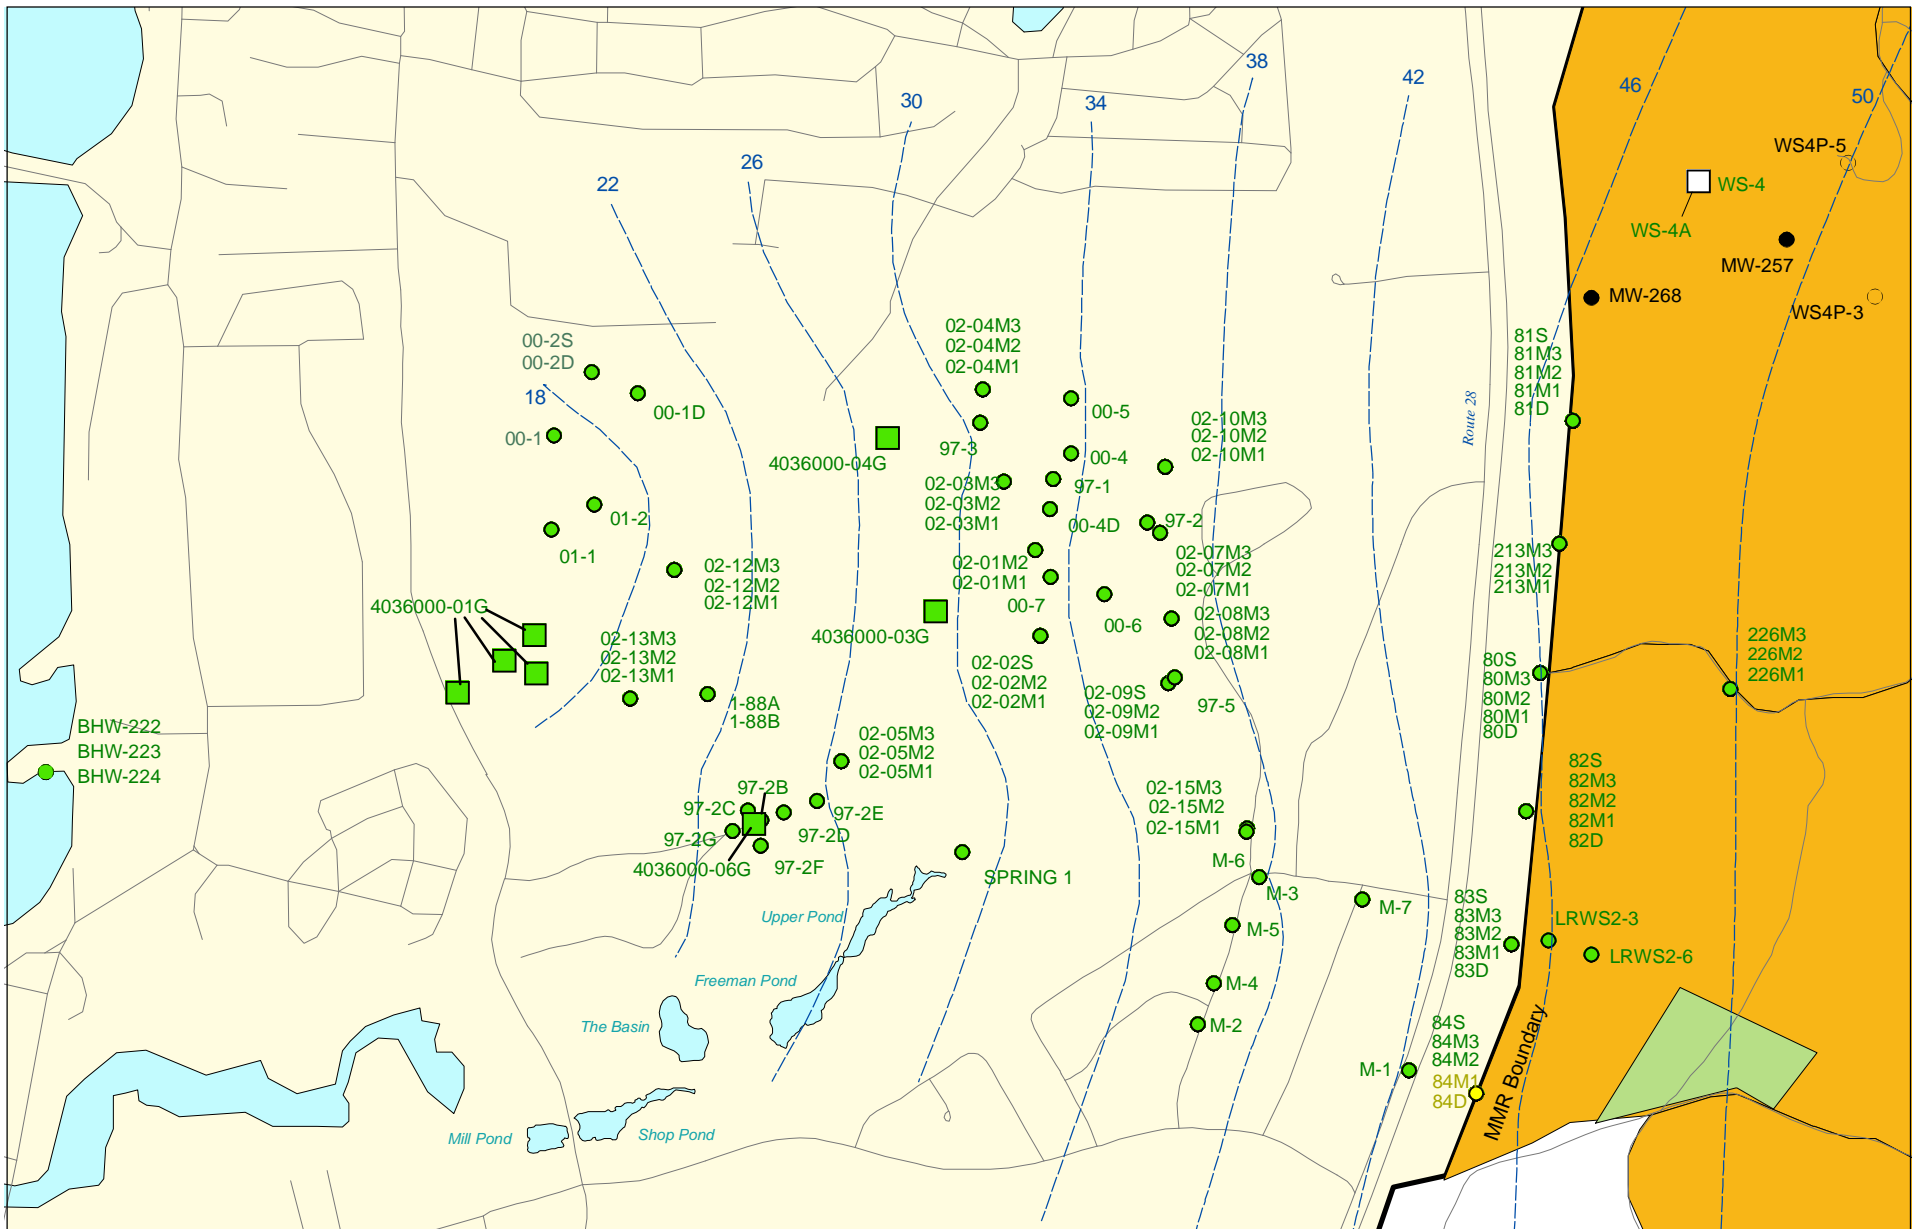 38
42
46
50
30
34
26
22
18
WS4P-5
WS-4
WS-4A
MW-257
MW-268
WS4P-3
00-2S
00-2D
00-1D
00-1
02-04M3
02-04M2
02-04M1
00-5
97-3
00-4
4036000-04G
02-10M3
02-10M2
02-10M1
Route 28
81S
81M3
81M2
81M1
81D
02-03M3
02-03M2
02-03M1
97-1
00-4D
97-2
01-2
01-1
02-12M3
02-12M2
02-12M1
02-01M2
02-01M1
00-7
00-6
02-07M3
02-07M2
02-07M1
213M3
213M2
213M1
4036000-01G
4036000-03G
02-08M3
02-08M2
02-08M1
02-13M3
02-13M2
02-13M1
1-88A
1-88B
02-02S
02-02M2
02-02M1
02-09S
02-09M2
02-09M1
97-5
80S
80M3
80M2
80M1
80D
226M3
226M2
226M1
BHW-222
BHW-223
BHW-224
02-05M3
02-05M2
02-05M1
97-2B
97-2C
97-2E
97-2D
97-2G
97-2F
4036000-06G
SPRING 1
02-15M3
02-15M2
02-15M1
M-6
M-3
M-7
M-5
M-4
M-2
M-1
82S
82M3
82M2
82M1
82D
83S
83M3
83M2
83M1
83D
LRWS2-3
LRWS2-6
84S
84M3
84M2
84M1
84D
MMR Boundary
Upper Pond
Freeman Pond
The Basin
Mill Pond
Shop Pond